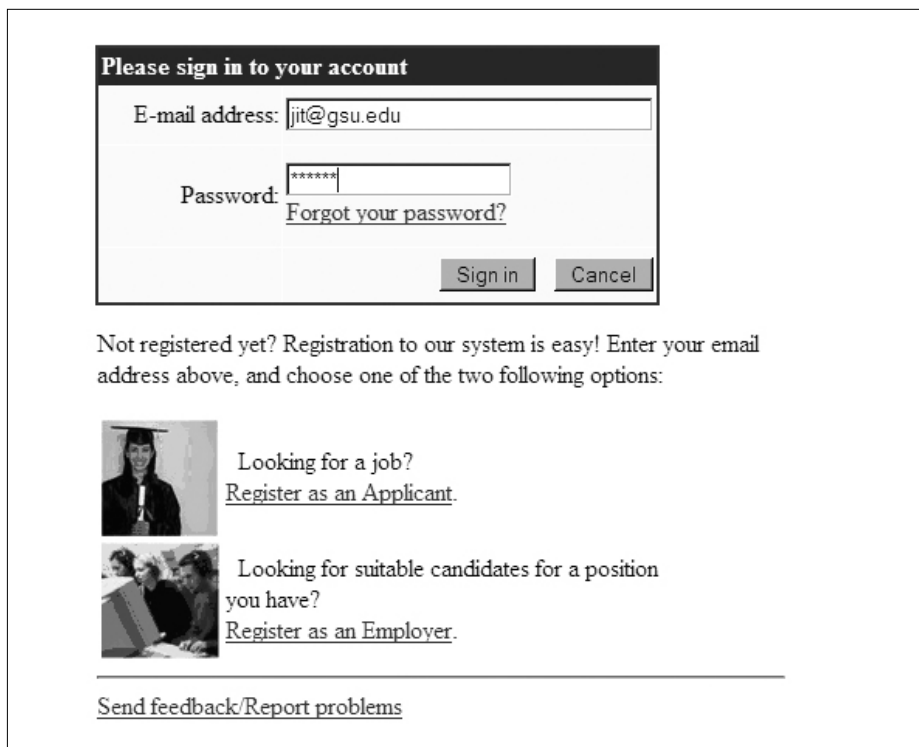 Please sign in to your account
E-mail address: jit@gsu.edu
Password: ******
Forgot your password?
Sign in Cancel
Not registered yet? Registration to our system is easy! Enter your email
address above, and choose one of the two following options:
Looking for a job?
Register as an Applicant.
Looking for suitable candidates for a position
you have?
Register as an Employer.
Send feedback/Report problems